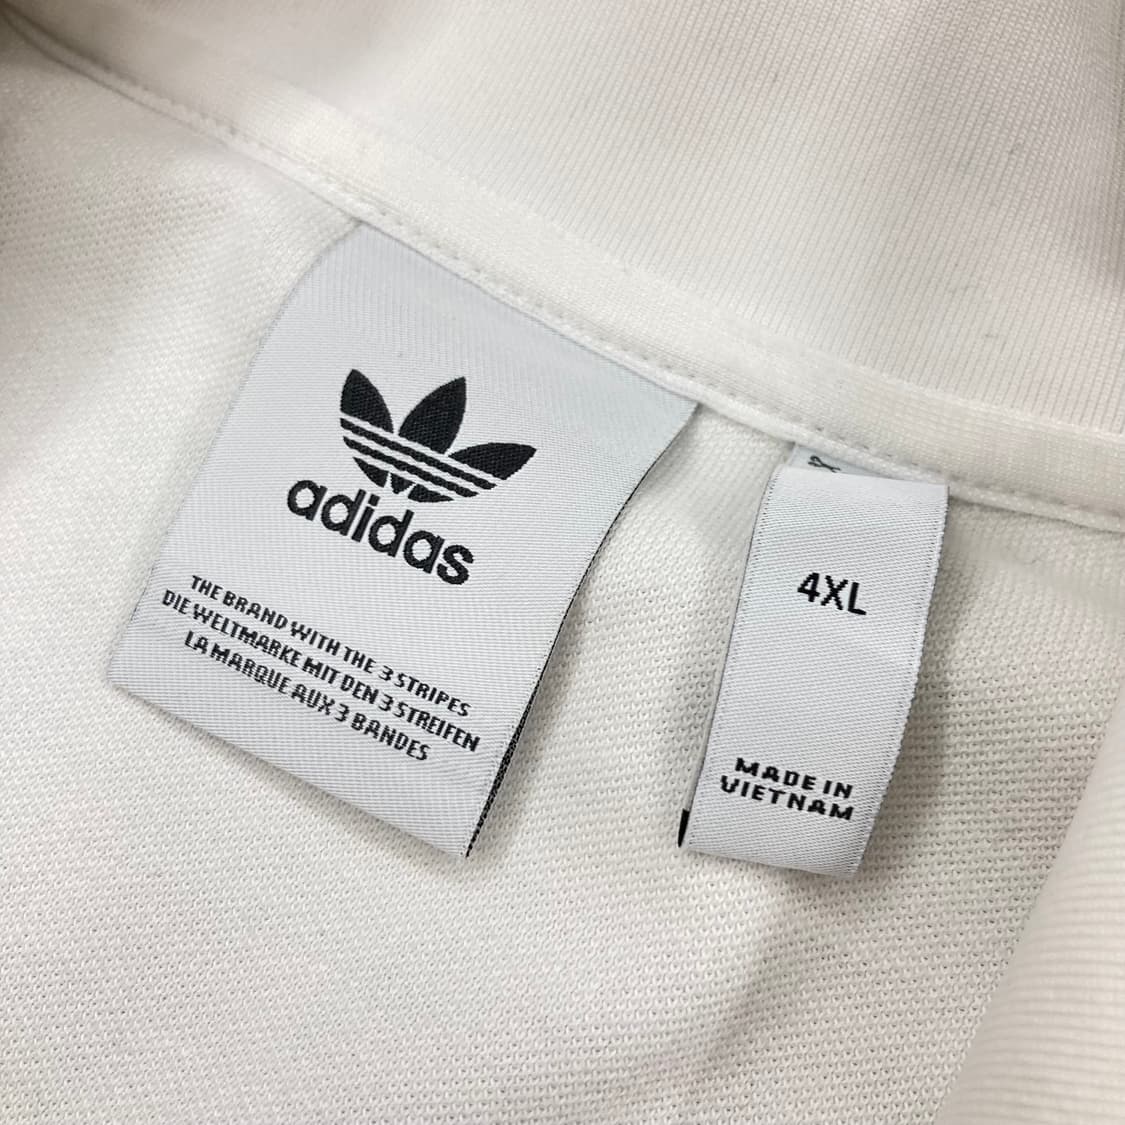 adidas
THE BRAND WITH THE 3 STRIPES
DIE WELTMARKE MIT DEN 3 STREIFEN
LA MARQUE AUX 3 BANDES
4XL
MADE IN
VIETNAM